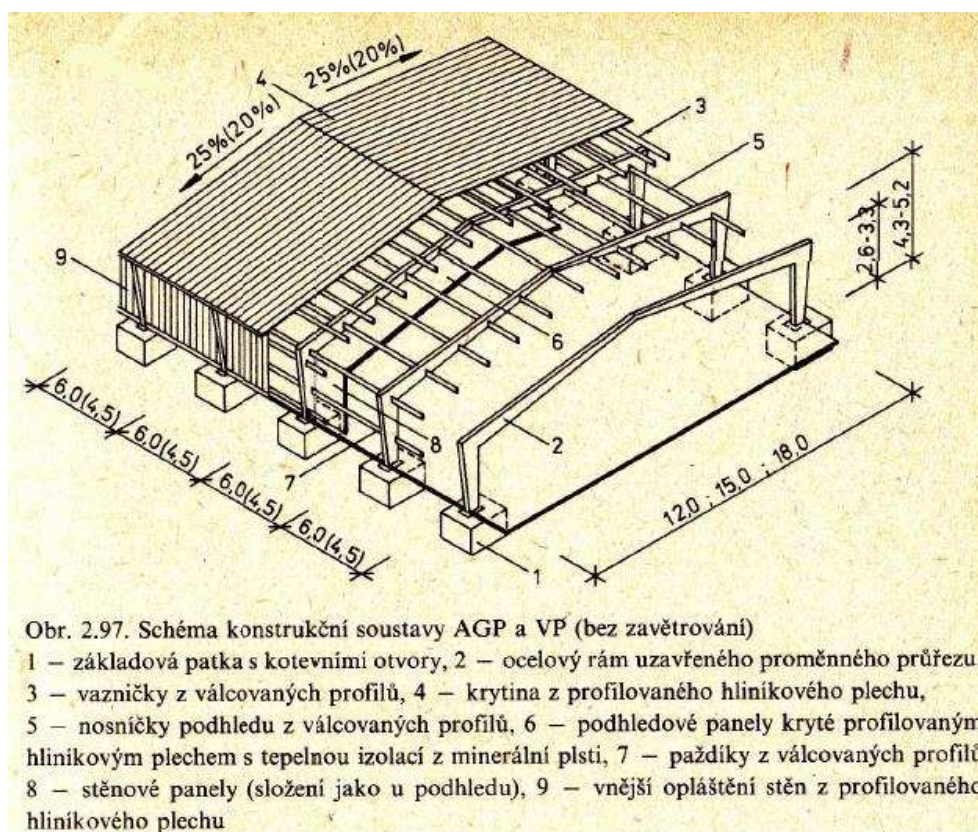 25%(20%)
4
25%(20%)
3
5
2,6-3,3
4,3-5,2
9
6
8
2
7
6,0(4,5)
6,0(4,5)
6,0(4,5)
6,0(4,5)
12,0 ; 15,0 ; 18,0
1
Obr. 2.97. Schéma konstrukční soustavy AGP a VP (bez zavětrování)
1 — základová patka s kotevními otvory, 2 — ocelový rám uzavřeného proměnného průřezu,
3 — vazničky z válcovaných profilů, 4 — krytina z profilovaného hliníkového plechu,
5 — nosníčky podhledu z válcovaných profilů, 6 — podhledové panely kryté profilovaným
hliníkovým plechem s tepelnou izolací z minerální plsti, 7 — paždíky z válcovaných profilů
8 — stěnové panely (složení jako u podhledu), 9 — vnější opláštění stěn z profilovaného
hliníkového plechu